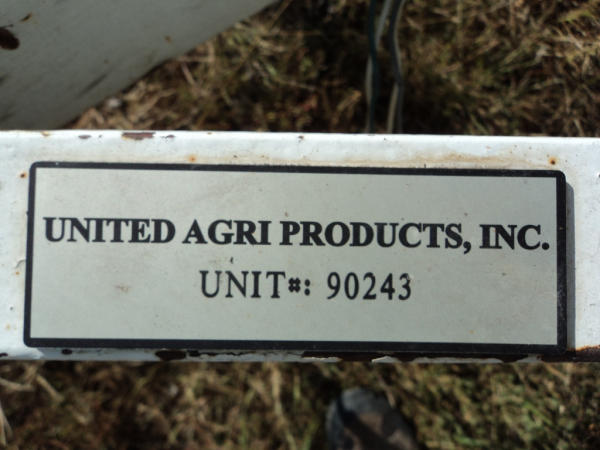 UNITED AGRI PRODUCTS, INC.
UNIT#: 90243